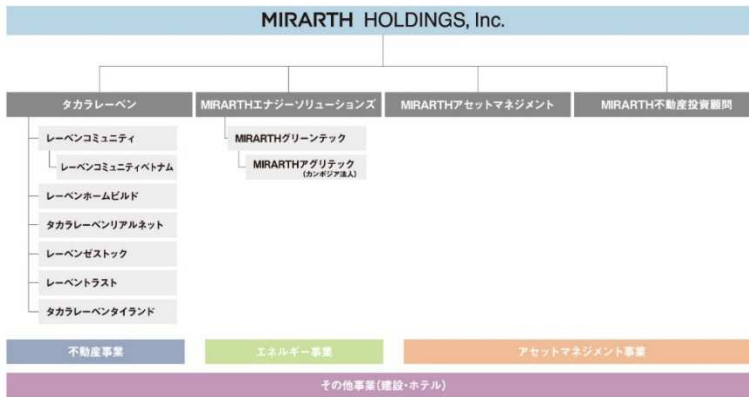 MIRARTH HOLDINGS, Inc.
タカラレーベン
MIRARTHエナジーソリューションズ
MIRARTHアセットマネジメント
MIRARTH不動産投資顧問
レーベンコミュニティ
レーベンコミュニティベトナム
レーベンホームビルド
タカラレーベンリアルネット
レーベンゼストック
レーベントラスト
タカラレーベンタイランド
MIRARTHグリーンテック
MIRARTHアグリテック
(カンボジア法人)
不動産事業
エネルギー事業
アセットマネジメント事業
その他事業(建設・ホテル)